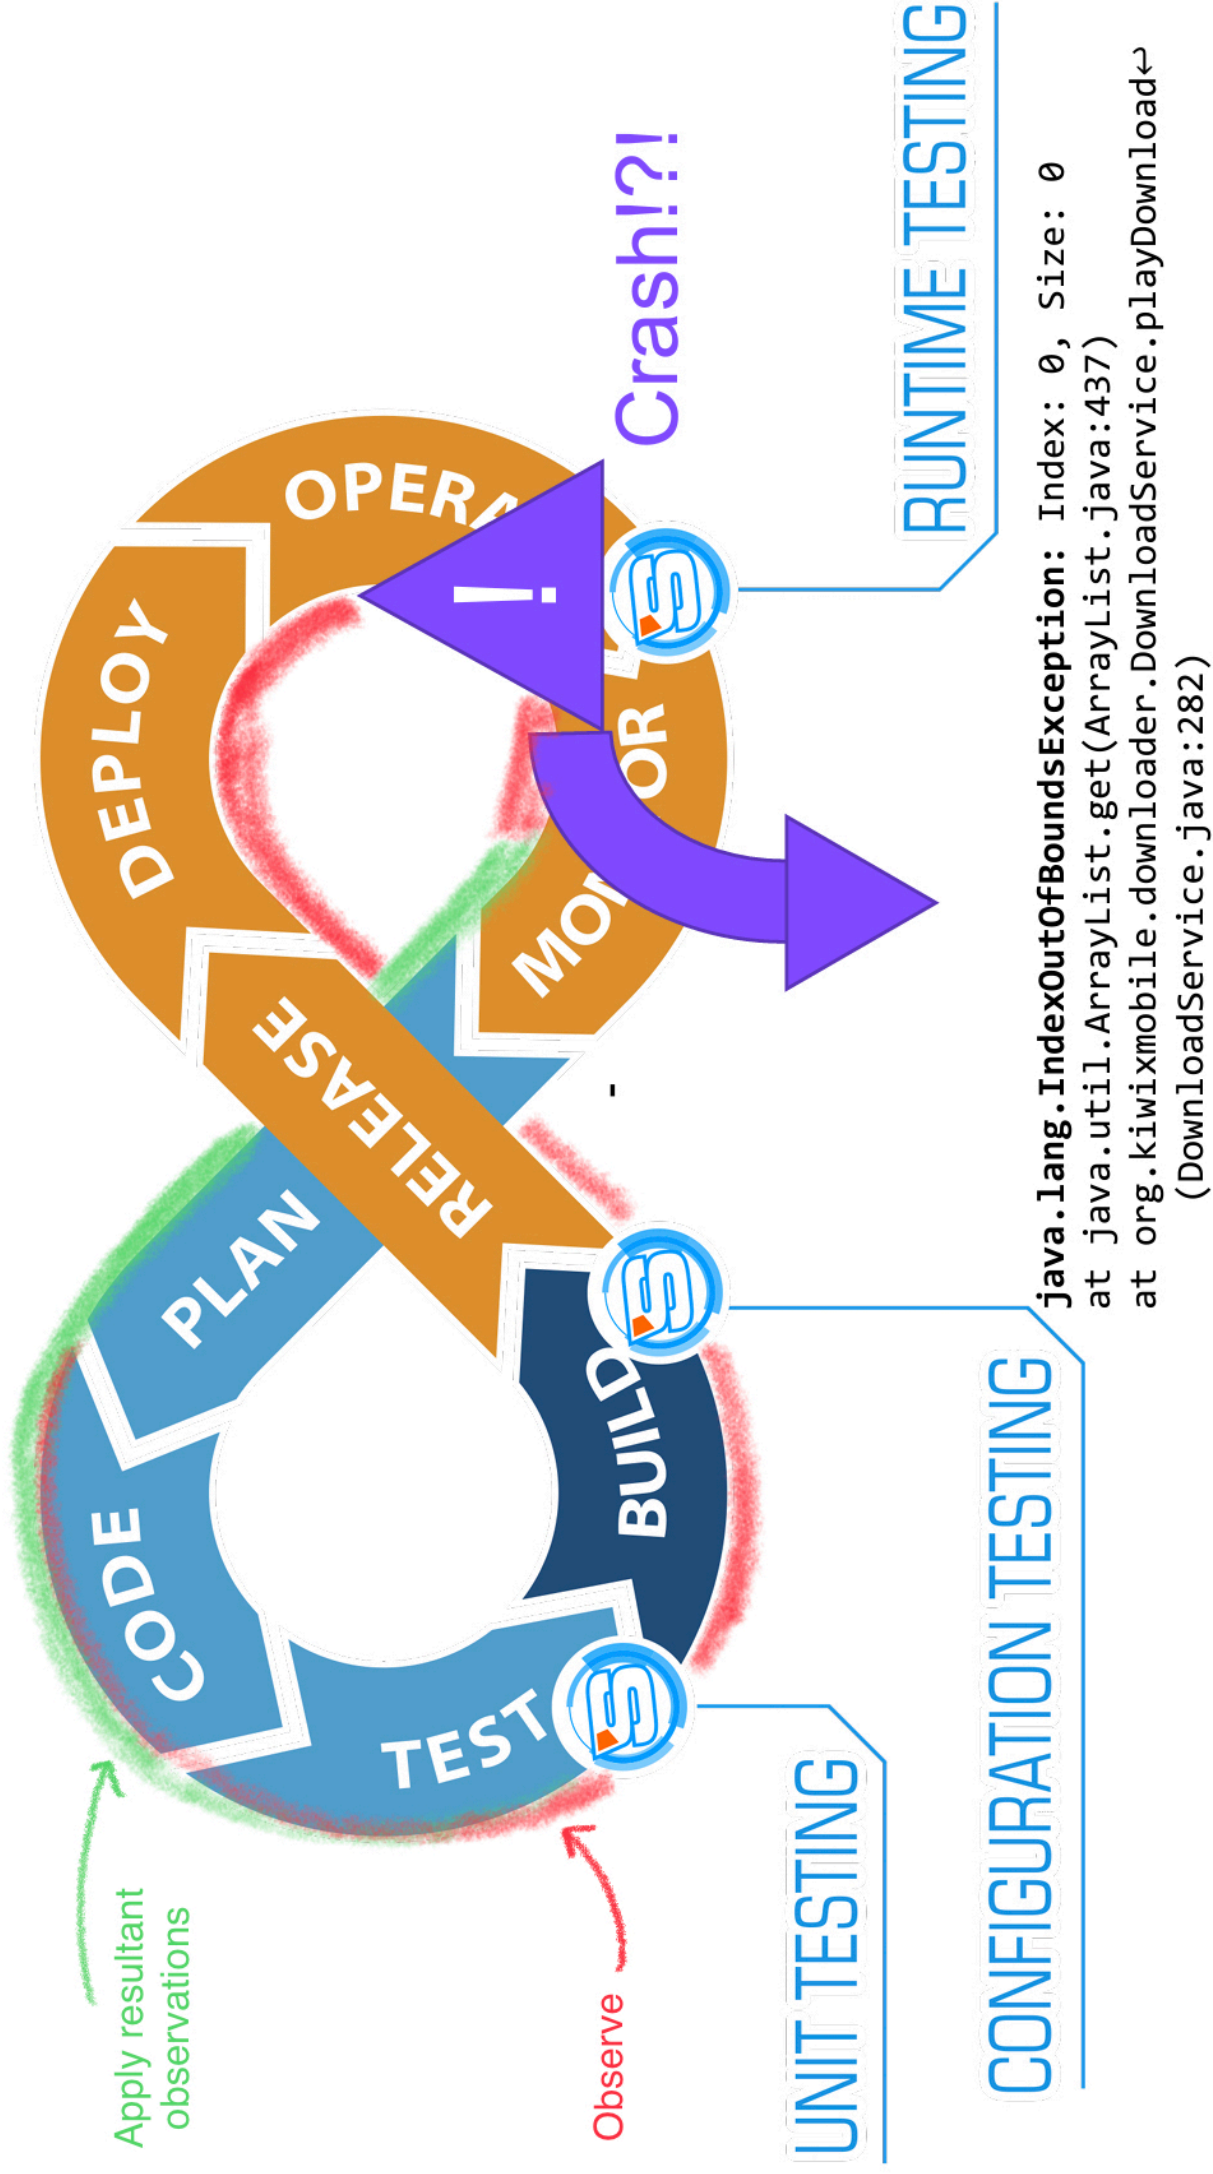 Apply resultant
observations
Observe
CODE
PLAN
TEST
BUILD
RELEASE
DEPLOY
OPERA
MON
OR
!
Crash!?!
S
S
S
-
UNIT TESTING
CONFIGURATION TESTING
RUNTIME TESTING
java.lang.IndexOutOfBoundsException: Index: 0, Size: 0
at java.util.ArrayList.get(ArrayList.java:437)
at org.kiwixmobile.downloader.DownloadService.playDownload↩
(DownloadService.java:282)